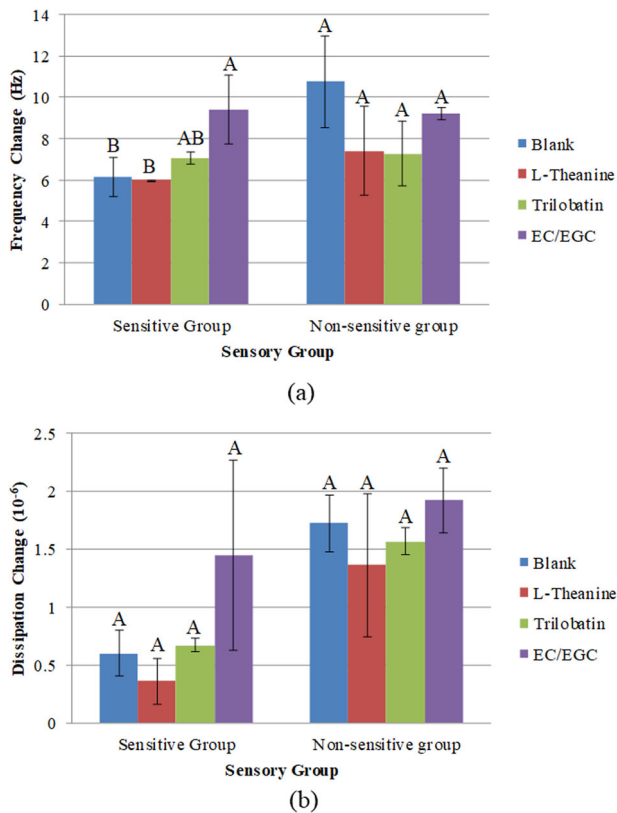 14
12
10
8
6
4
2
0
Frequency Change (Hz)
B
B
AB
A
A
A
A
A
Sensitive Group
Non-sensitive group
Sensory Group
Blank
L-Theanine
Trilobatin
EC/EGC
(a)
2.5
2
1.5
1
0.5
0
Dissipation Change (10-6)
A
A
A
A
A
A
A
A
Sensitive Group
Non-sensitive group
Sensory Group
Blank
L-Theanine
Trilobatin
EC/EGC
(b)